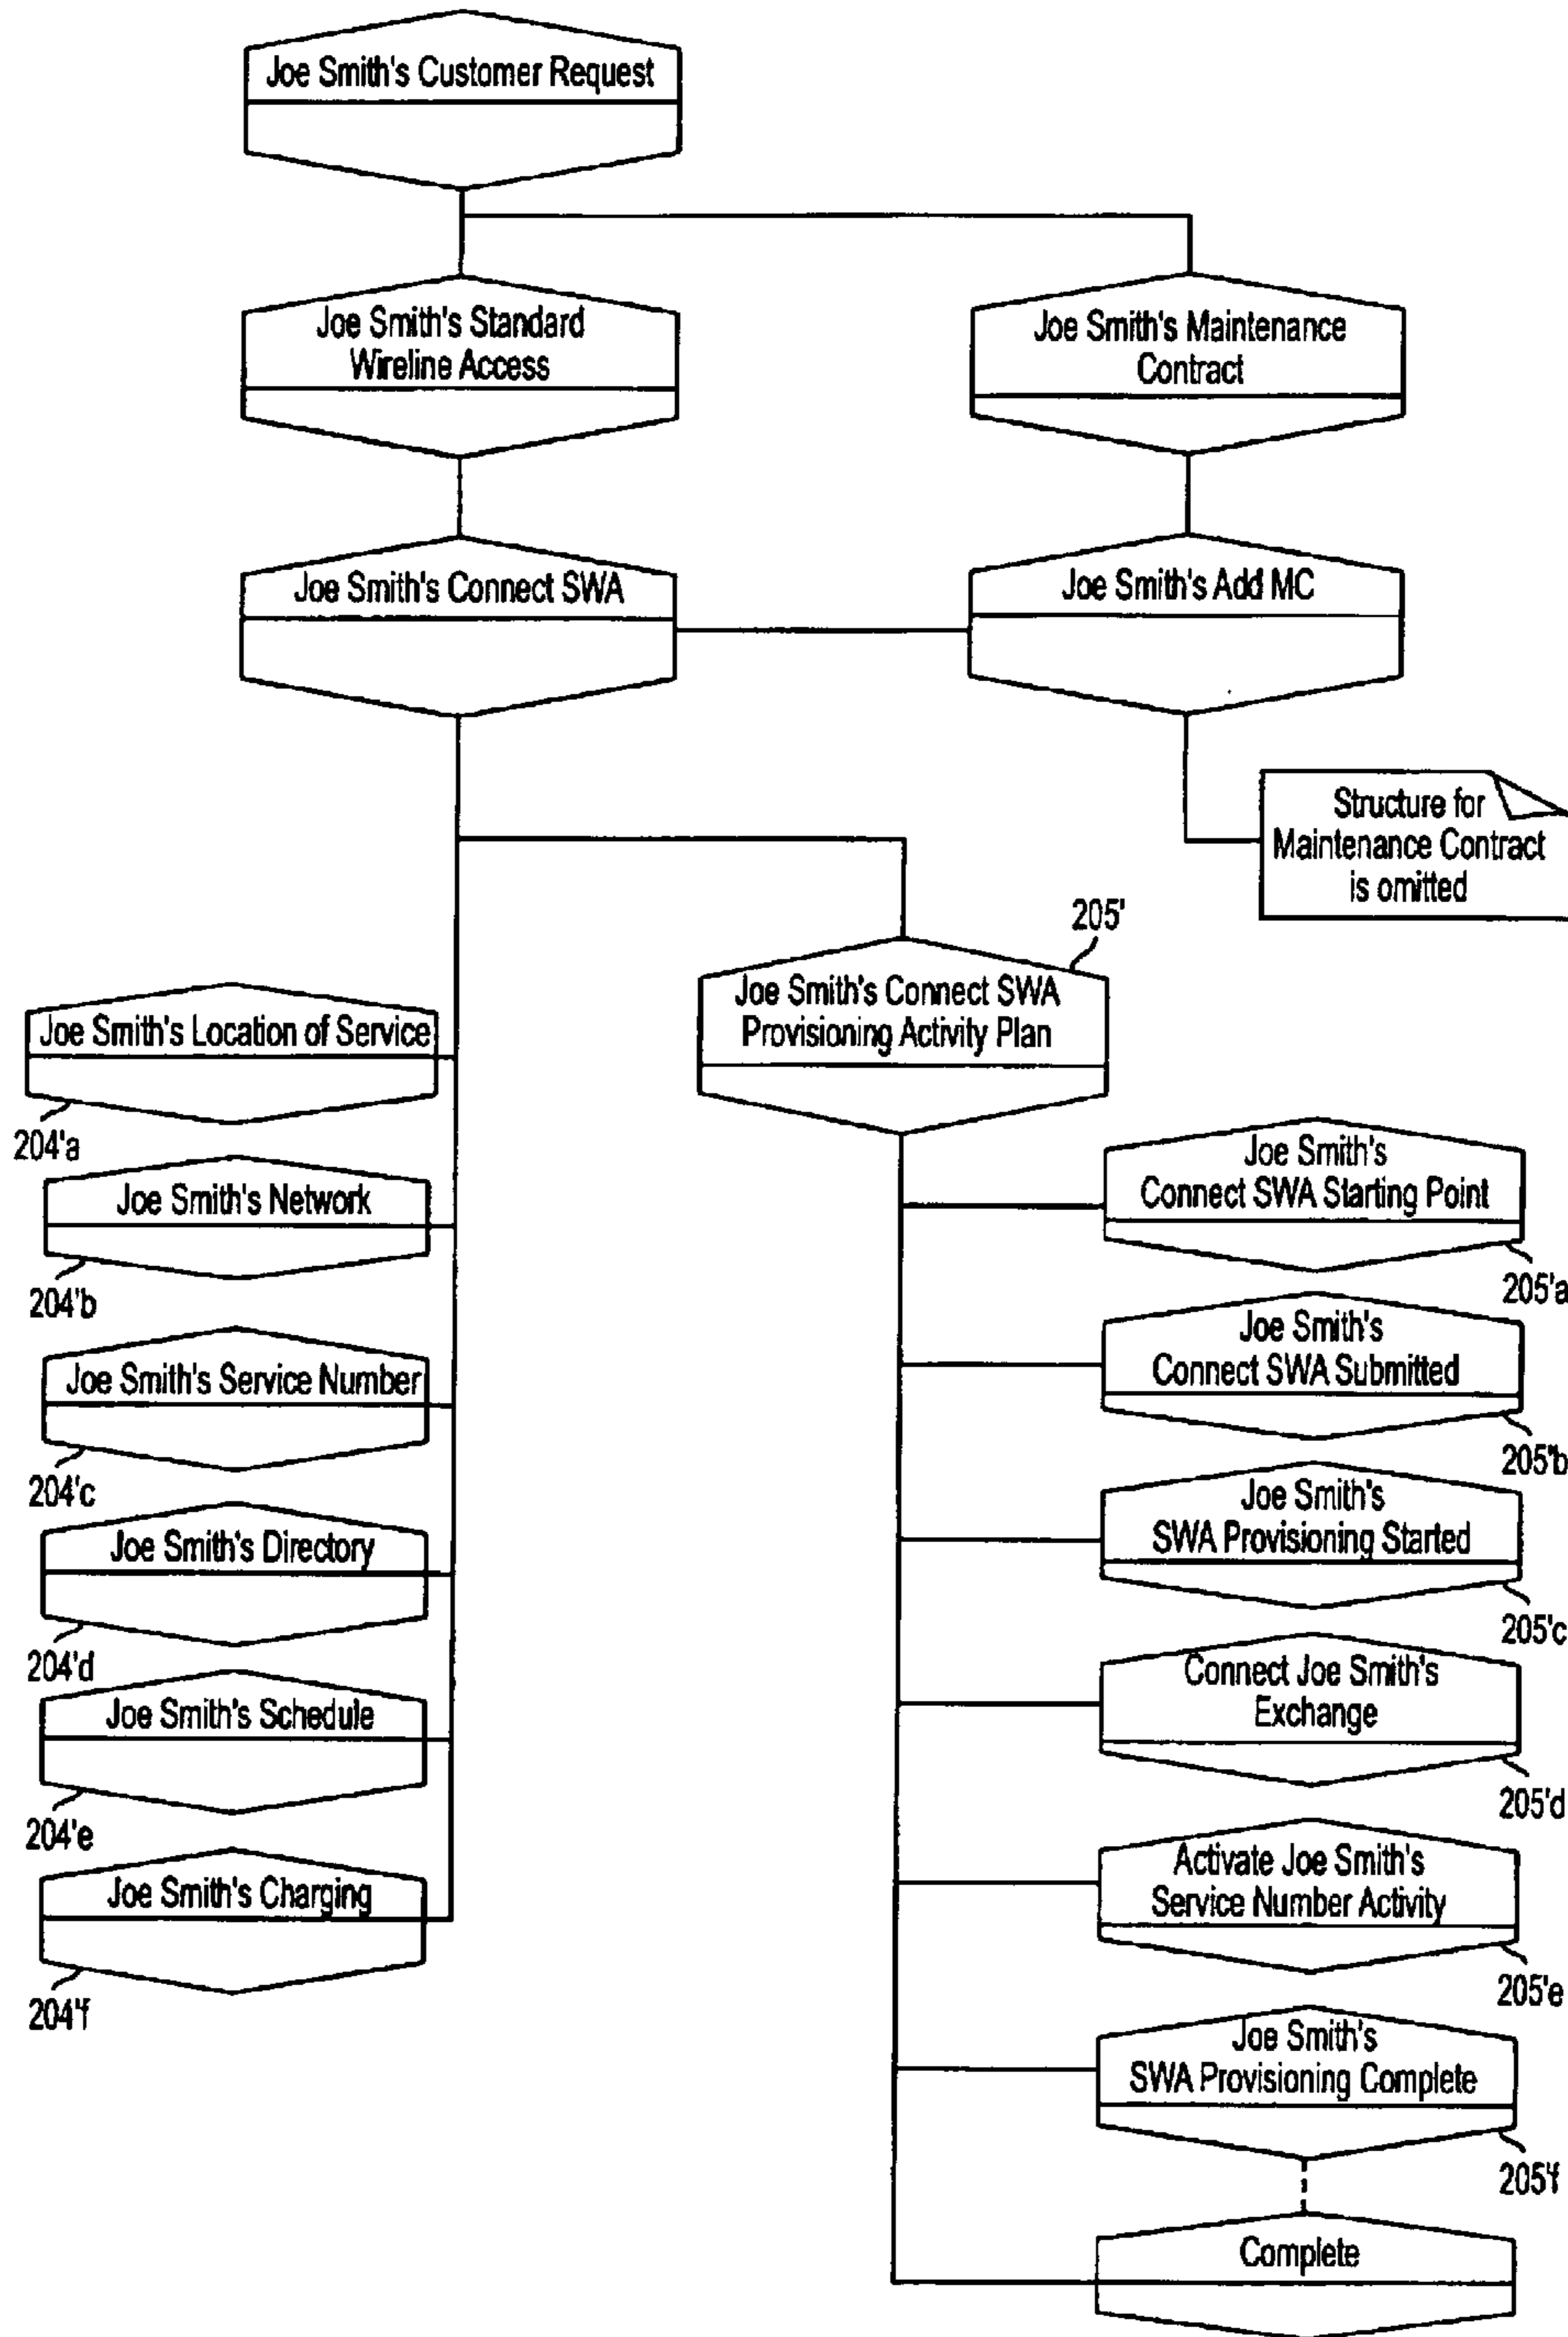 Joe Smith's Customer Request
Joe Smith's Standard
Wireline Access
Joe Smith's Maintenance
Contract
Joe Smith's Connect SWA
Joe Smith's Add MC
Structure for
Maintenance Contract
is omitted
205'
Joe Smith's Connect SWA
Provisioning Activity Plan
Joe Smith's Location of Service
204'a
Joe Smith's Network
204'b
Joe Smith's Service Number
204'c
Joe Smith's Directory
204'd
Joe Smith's Schedule
204'e
Joe Smith's Charging
204'f
Joe Smith's
Connect SWA Starting Point
205'a
Joe Smith's
Connect SWA Submitted
205'b
Joe Smith's
SWA Provisioning Started
205'c
Connect Joe Smith's
Exchange
205'd
Activate Joe Smith's
Service Number Activity
205'e
Joe Smith's
SWA Provisioning Complete
205'f
Complete